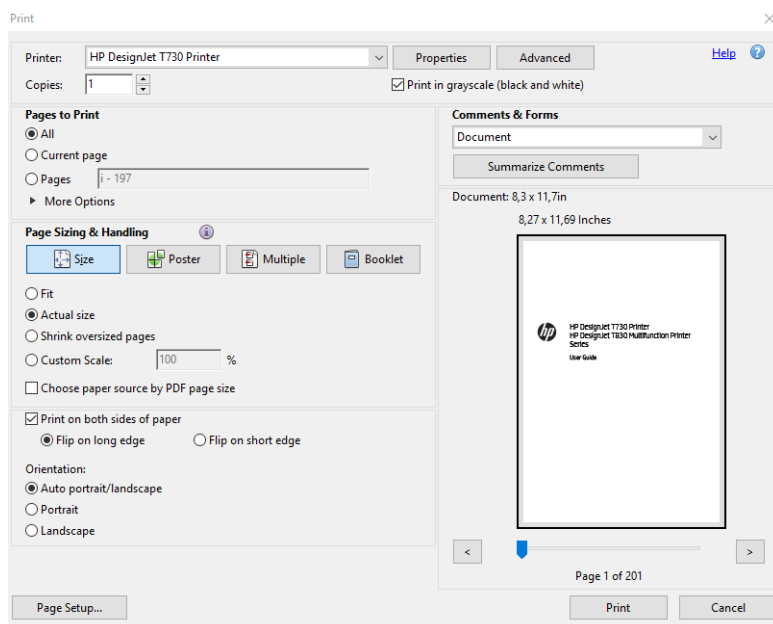 Print
Printer: HP DesignJet T730 Printer Properties Advanced Help ?
Copies: 1 Print in grayscale (black and white)
Pages to Print
All
Current page
Pages i - 197
More Options
Comments & Forms
Document
Summarize Comments
Page Sizing & Handling i
Size Poster Multiple Booklet
Fit
Actual size
Shrink oversized pages
Custom Scale: 100 %
Choose paper source by PDF page size
Print on both sides of paper
Flip on long edge Flip on short edge
Orientation:
Auto portrait/landscape
Portrait
Landscape
Document: 8,3 x 11,7in
8,27 x 11,69 Inches
hp
HP DesignJet T730 Printer
HP DesignJet T830 Multifunction Printer
Series
User Guide
< >
Page 1 of 201
Page Setup... Print Cancel